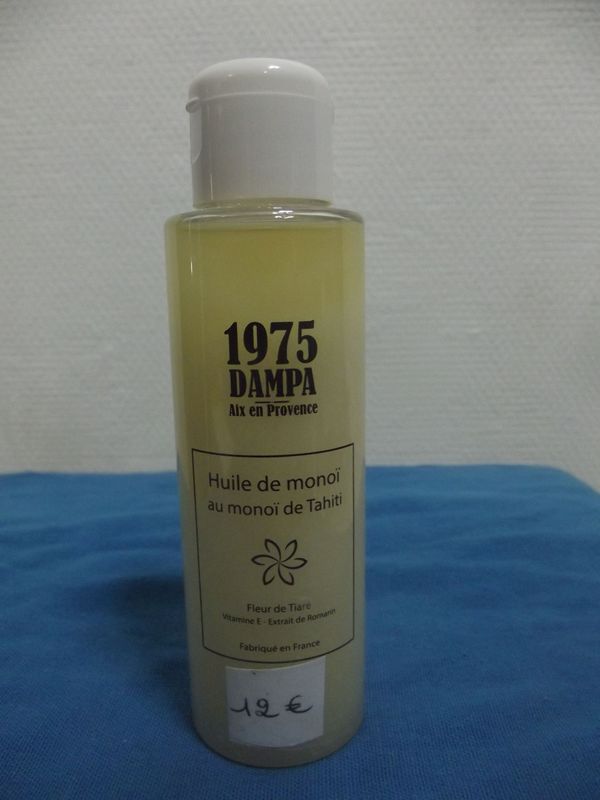 1975
DAMPA
Aix en Provence
Huile de monoï
au monoï de Tahiti
Fleur de Tiaré
Vitamine E - Extrait de Romarin
Fabriqué en France
12 €